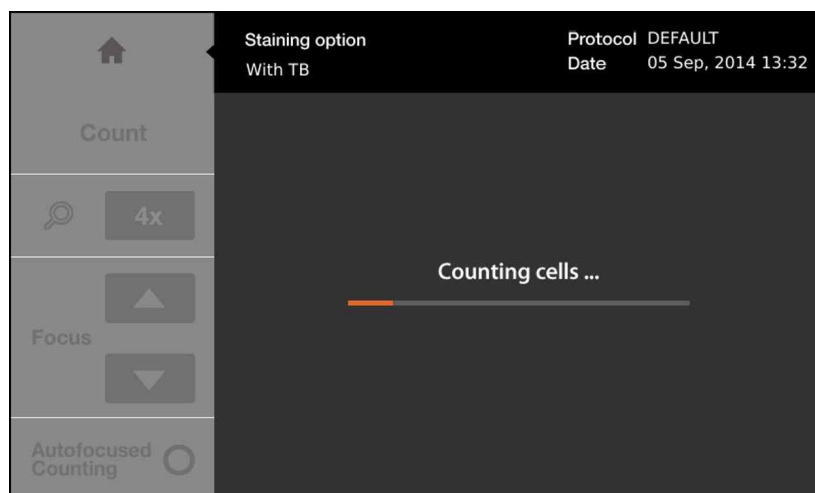 Staining option
With TB
Protocol DEFAULT
Date 05 Sep, 2014 13:32
Count
4x
Focus
Autofocused
Counting
Counting cells ...